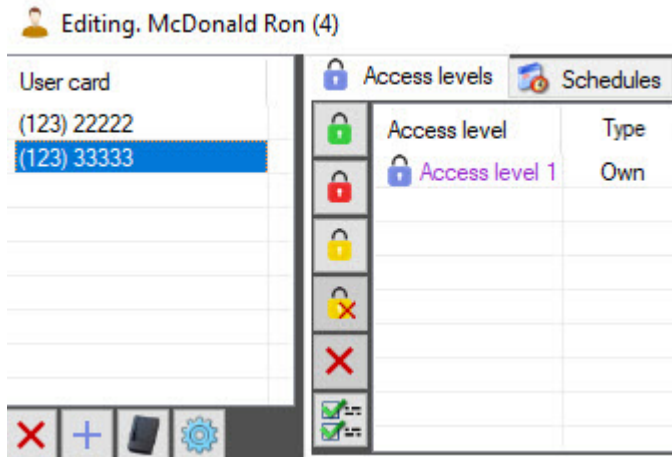 Editing. McDonald Ron (4)
User card
(123) 22222
(123) 33333
Access levels Schedules
Access level Type
Access level 1 Own